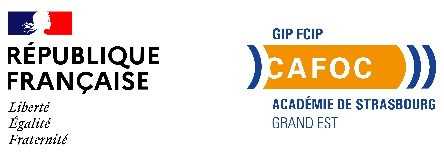 RÉPUBLIQUE
FRANÇAISE
Liberté
Égalité
Fraternité
GIP FCIP
CAFOC
ACADÉMIE DE STRASBOURG
GRAND EST